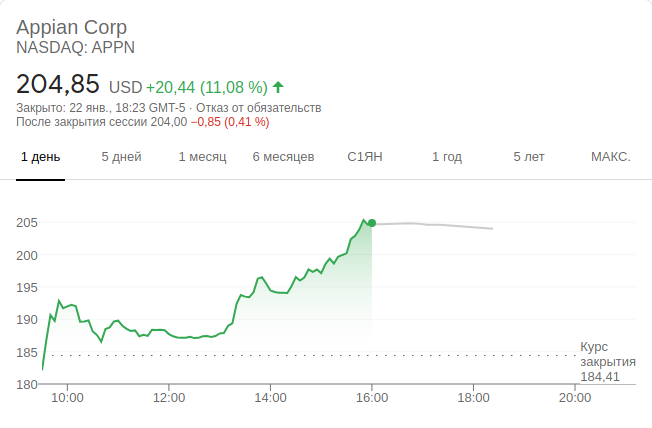 Appian Corp
NASDAQ: APPN
204,85 USD +20,44 (11,08 %)
Закрыто: 22 янв., 18:23 GMT-5 · Отказ от обязательств
После закрытия сессии 204,00 −0,85 (0,41 %)
1 день 5 дней 1 месяц 6 месяцев С1ЯН 1 год 5 лет МАКС.
205
200
195
190
185
180
Курс
закрытия
184,41
10:00 12:00 14:00 16:00 18:00 20:00